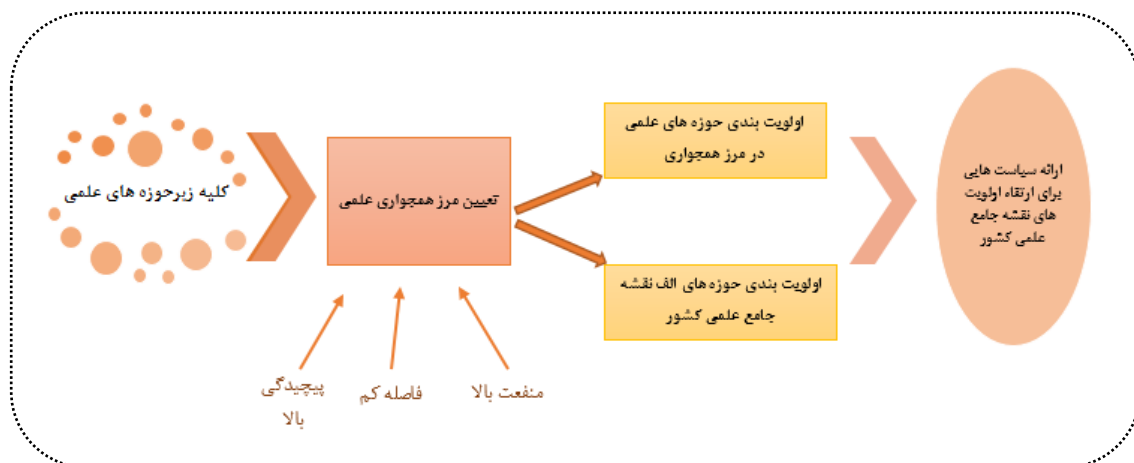 کلیه زیرحوزه های علمی
تعیین مرز همجواری علمی
پیچیدگی
بالا
فاصله کم
منفعت بالا
اولویت بندی حوزه های علمی
در مرز همجواری
اولویت بندی حوزه های الف نقشه
جامع علمی کشور
ارائه سیاست هایی
برای ارتقاء اولویت
های نقشه جامع
علمی کشور